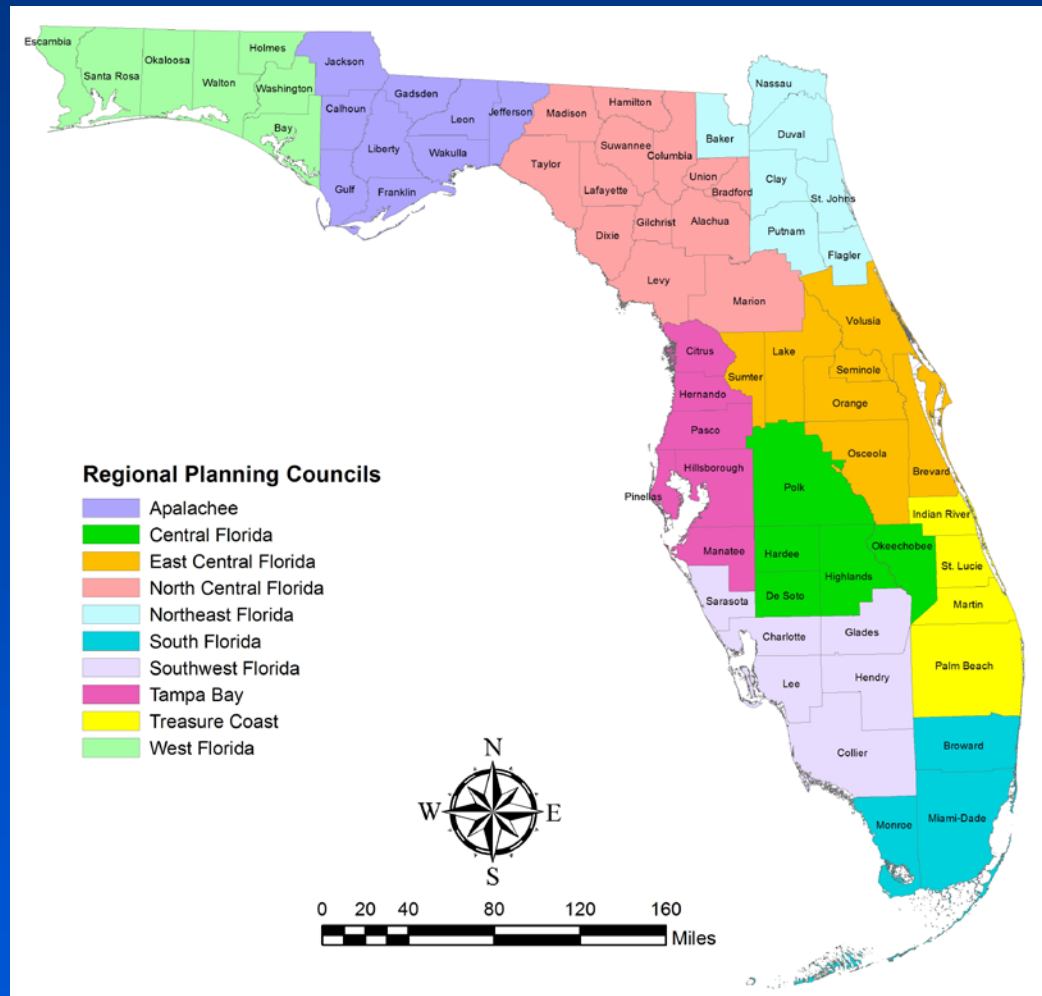 Escambia
Santa Rosa
Okaloosa
Walton
Holmes
Washington
Bay
Jackson
Calhoun
Gulf
Gadsden
Liberty
Franklin
Leon
Wakulla
Jefferson
Madison
Taylor
Hamilton
Suwannee
Lafayette
Dixie
Columbia
Union
Bradford
Gilchrist
Alachua
Levy
Marion
Baker
Nassau
Duval
Clay
St. Johns
Putnam
Flagler
Volusia
Lake
Seminole
Sumter
Orange
Osceola
Brevard
Citrus
Hernando
Pasco
Hillsborough
Pinellas
Manatee
Polk
Hardee
Highlands
Okeechobee
De Soto
Indian River
St. Lucie
Martin
Palm Beach
Sarasota
Charlotte
Glades
Lee
Hendry
Collier
Broward
Miami-Dade
Monroe
Regional Planning Councils
Apalachee
Central Florida
East Central Florida
North Central Florida
Northeast Florida
South Florida
Southwest Florida
Tampa Bay
Treasure Coast
West Florida
N
W
E
S
0 20 40 80 120 160
Miles